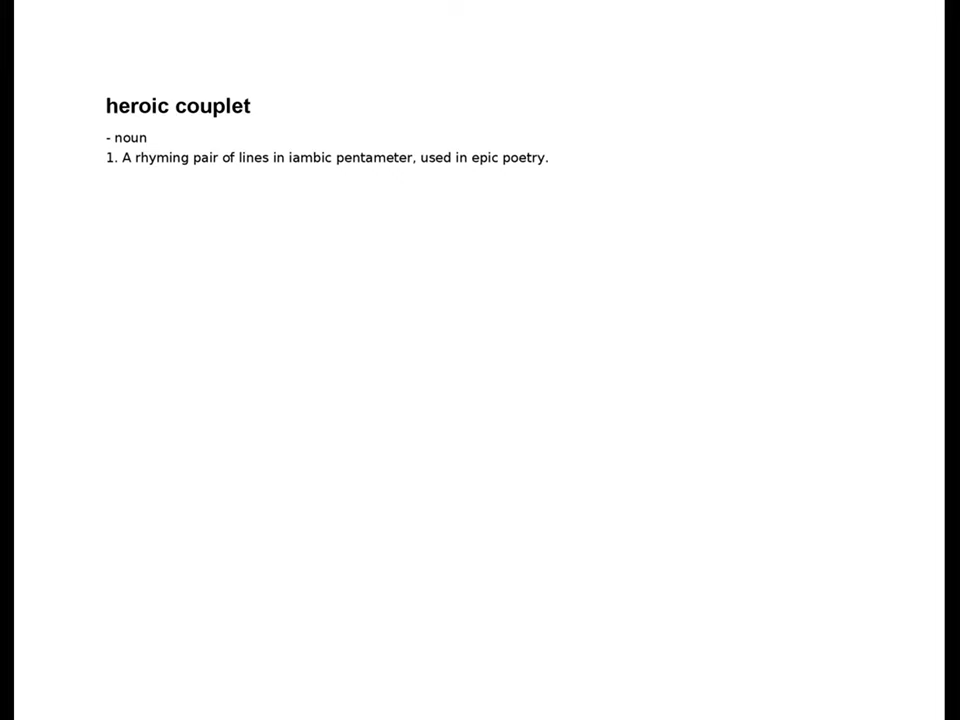 heroic couplet
- noun
1. A rhyming pair of lines in iambic pentameter, used in epic poetry.